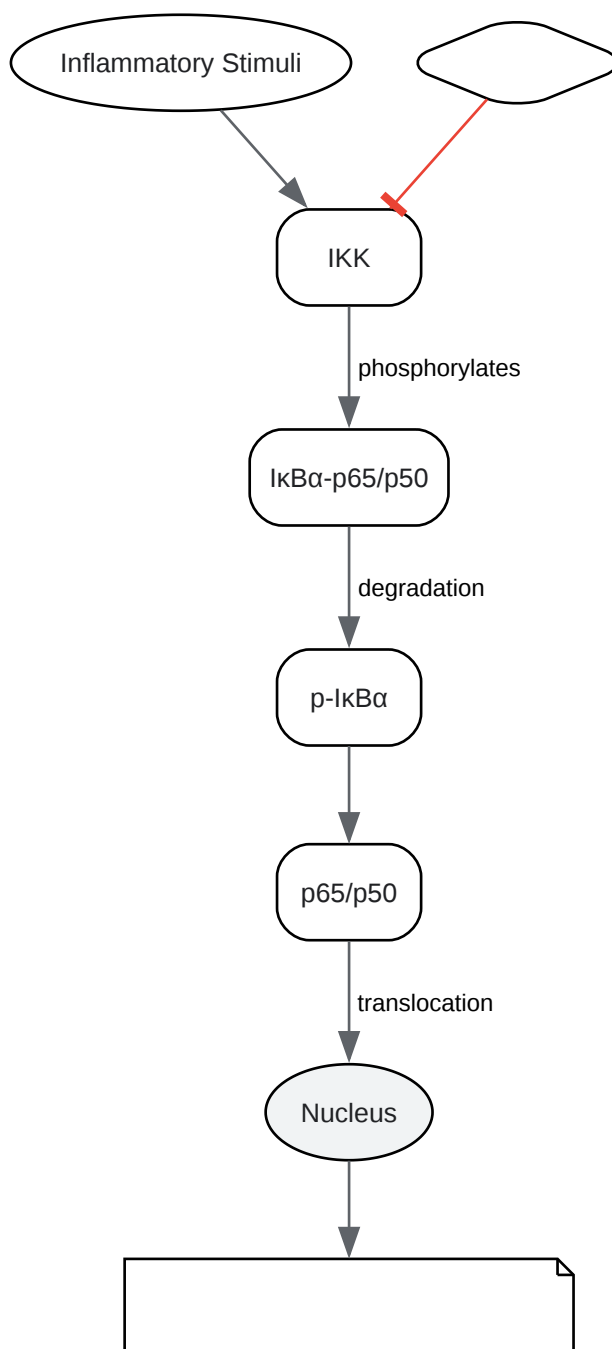 Inflammatory Stimuli
IKK
phosphorylates
IκBα-p65/p50
degradation
p-IκBα
p65/p50
translocation
Nucleus